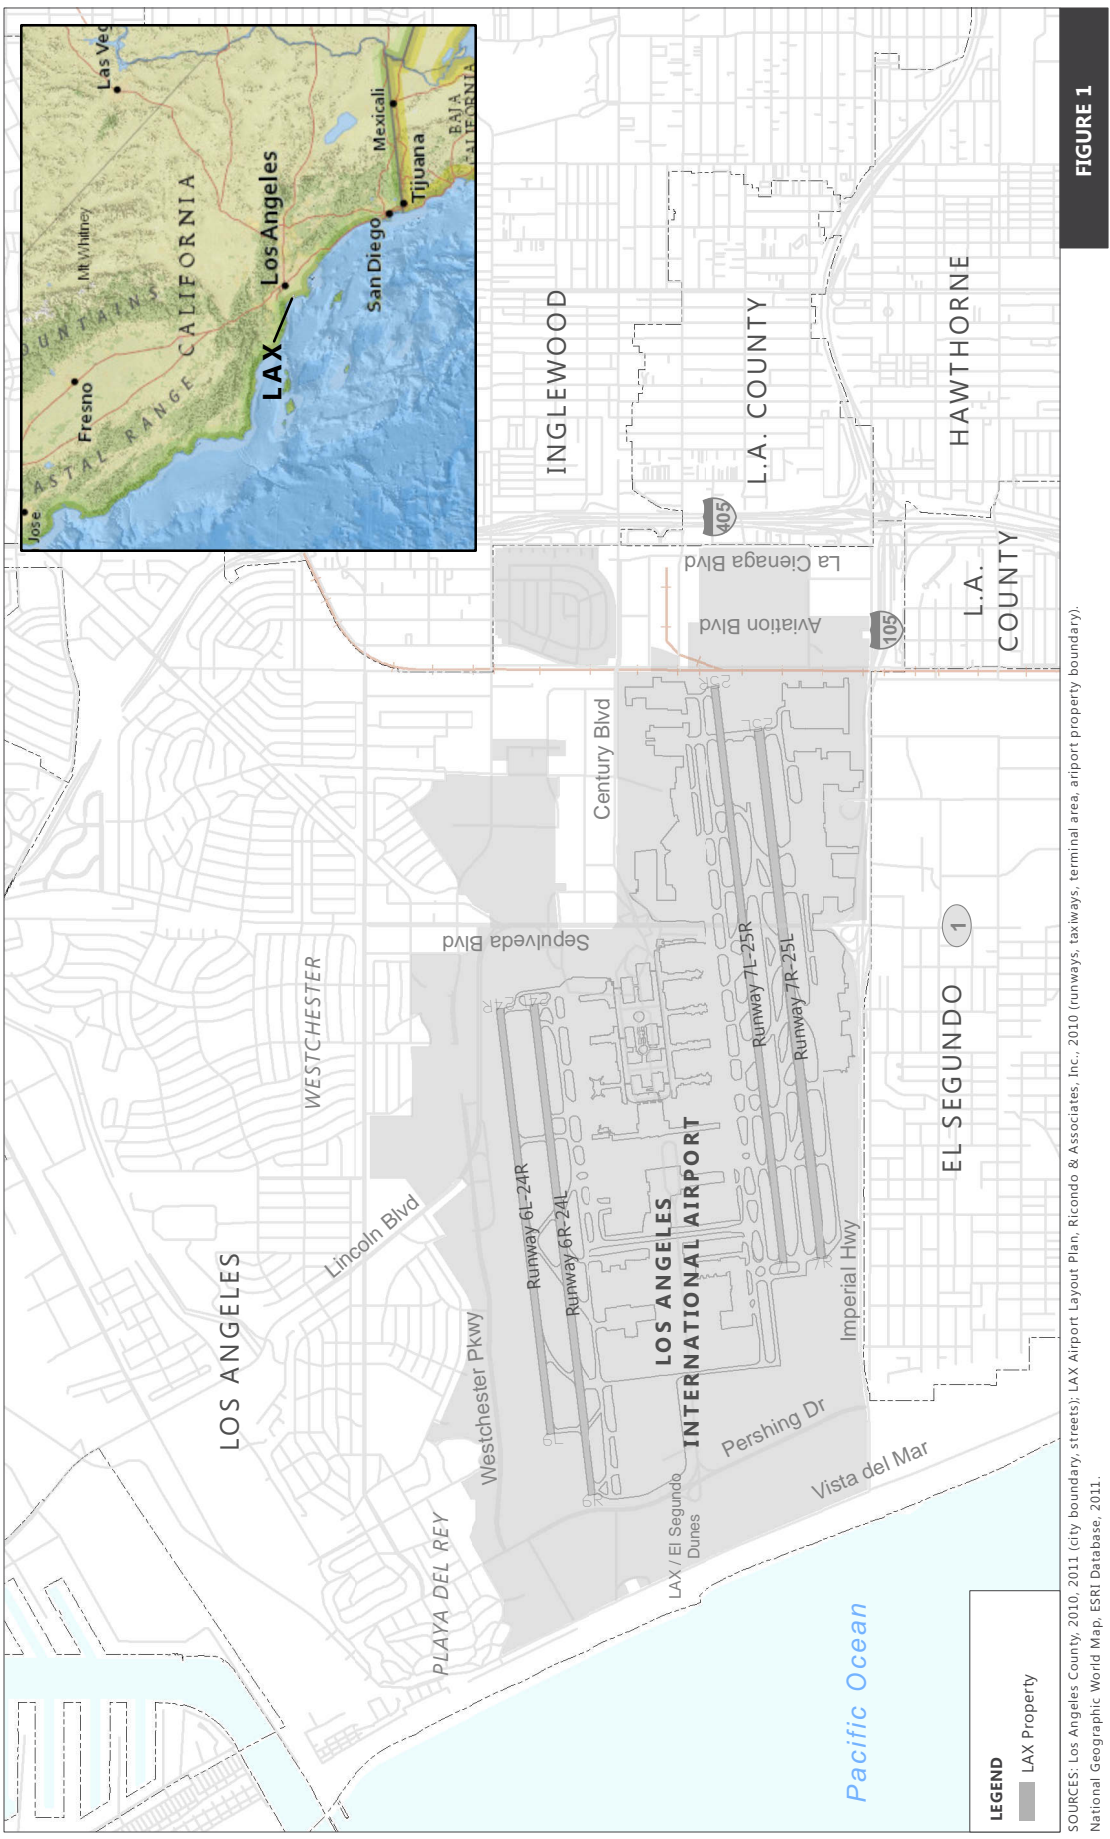 Las Veg
Mt Whitney
OUNTAINS
CALIFORNIA
Fresno
ASTAL RANGE
Jose
Los Angeles
LAX
San Diego
Mexicali
Tijuana
BAJA
CALIFORNIA
LOS ANGELES
WESTCHESTER
Lincoln Blvd
PLAYA DEL REY
Westchester Pkwy
Sepulveda Blvd
Century Blvd
INGLEWOOD
6L
24R
Runway 6L-24R
6R
24L
Runway 6R-24L
LOS ANGELES
INTERNATIONAL AIRPORT
LAX / El Segundo
Dunes
Pershing Dr
Vista del Mar
25R
Runway 7L-25R
25L
Runway 7R-25L
7R
Imperial Hwy
Aviation Blvd
La Cienaga Blvd
405
105
L.A. COUNTY
HAWTHORNE
L.A.
COUNTY
EL SEGUNDO
1
Pacific Ocean
LEGEND
LAX Property
SOURCES: Los Angeles County, 2010, 2011 (city boundary, streets); LAX Airport Layout Plan, Ricondo & Associates, Inc., 2010 (runways, taxiways, terminal area, ariport property boundary).
National Geographic World Map, ESRI Database, 2011.
FIGURE 1